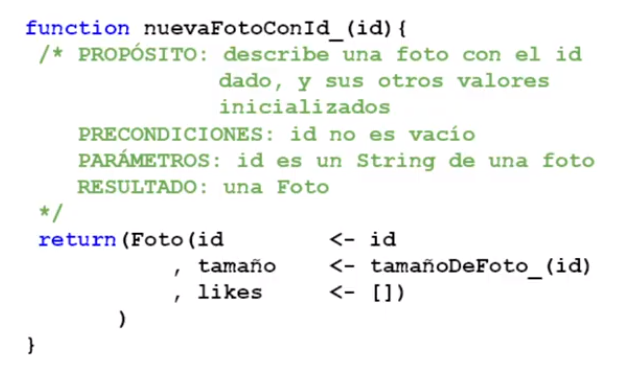 function nuevaFotoConId_(id){
/* PROPÓSITO: describe una foto con el id
dado, y sus otros valores
inicializados
PRECONDICIONES: id no es vacío
PARÁMETROS: id es un String de una foto
RESULTADO: una Foto
*/
return(Foto(id <- id
, tamaño <- tamañoDeFoto_(id)
, likes <- [])
)
}